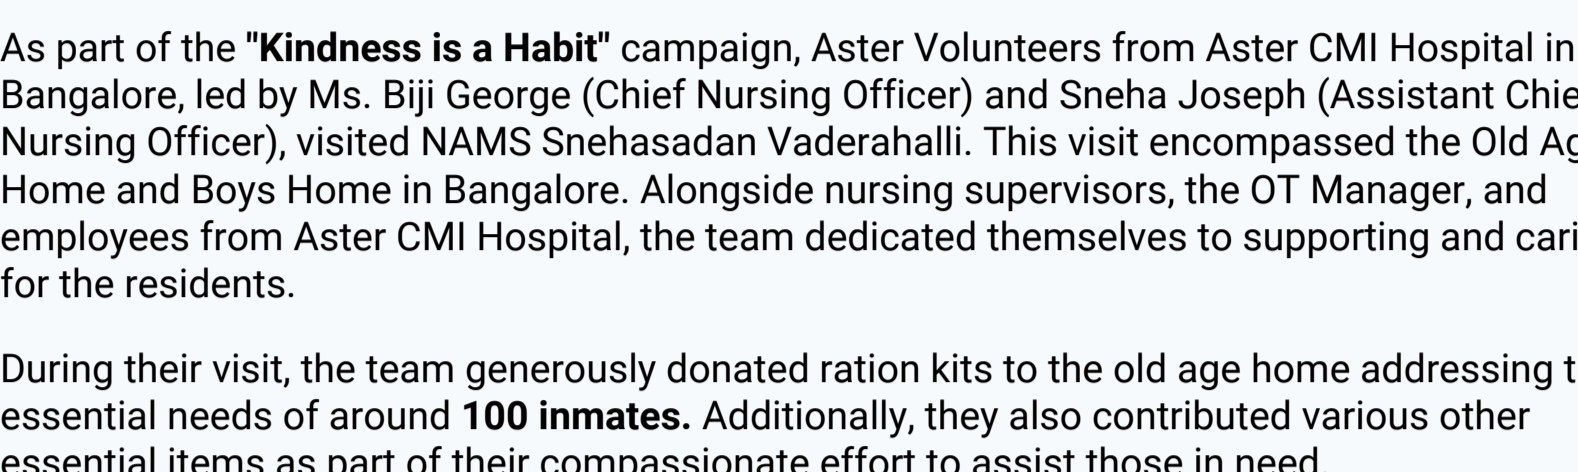 As part of the "Kindness is a Habit" campaign, Aster Volunteers from Aster CMI Hospital in
Bangalore, led by Ms. Biji George (Chief Nursing Officer) and Sneha Joseph (Assistant Chie
Nursing Officer), visited NAMS Snehasadan Vaderahalli. This visit encompassed the Old Ag
Home and Boys Home in Bangalore. Alongside nursing supervisors, the OT Manager, and
employees from Aster CMI Hospital, the team dedicated themselves to supporting and cari
for the residents.
During their visit, the team generously donated ration kits to the old age home addressing t
essential needs of around 100 inmates. Additionally, they also contributed various other
essential items as part of their compassionate effort to assist those in need.